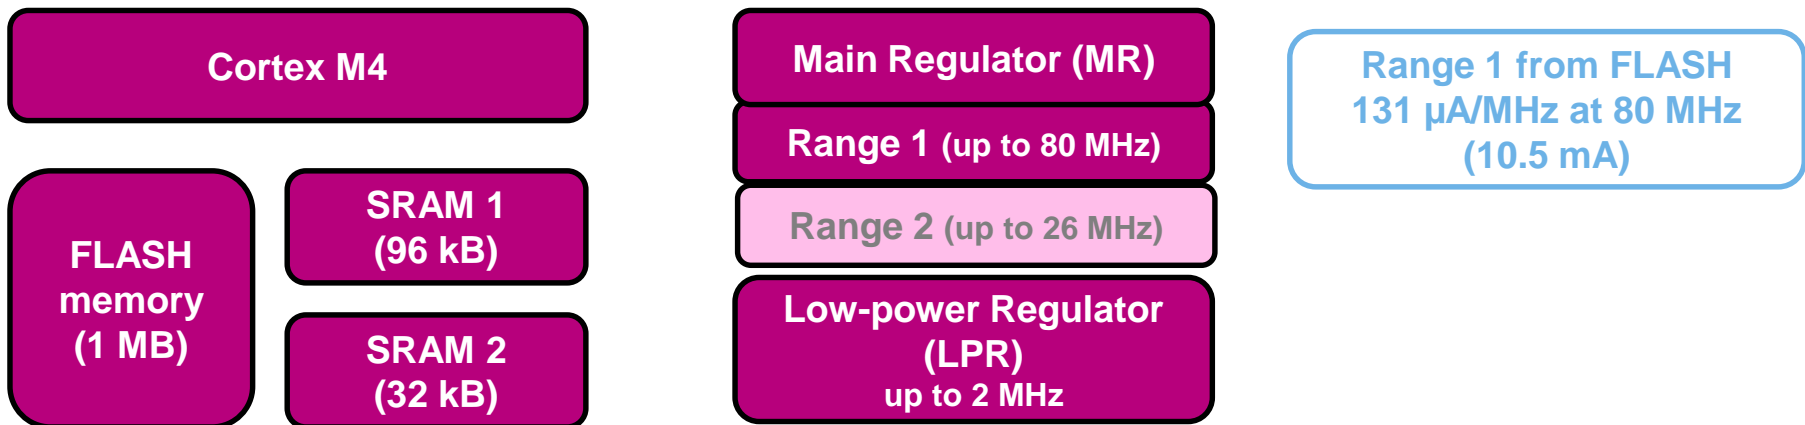 Cortex M4
FLASH
memory
(1 MB)
SRAM 1
(96 kB)
SRAM 2
(32 kB)
Main Regulator (MR)
Range 1 (up to 80 MHz)
Range 2 (up to 26 MHz)
Low-power Regulator
(LPR)
up to 2 MHz
Range 1 from FLASH
131 µA/MHz at 80 MHz
(10.5 mA)